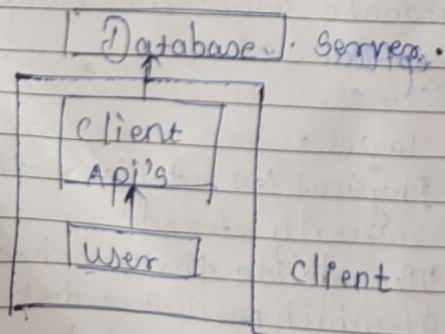 Database. . Server.
Client
Api's
User
Client